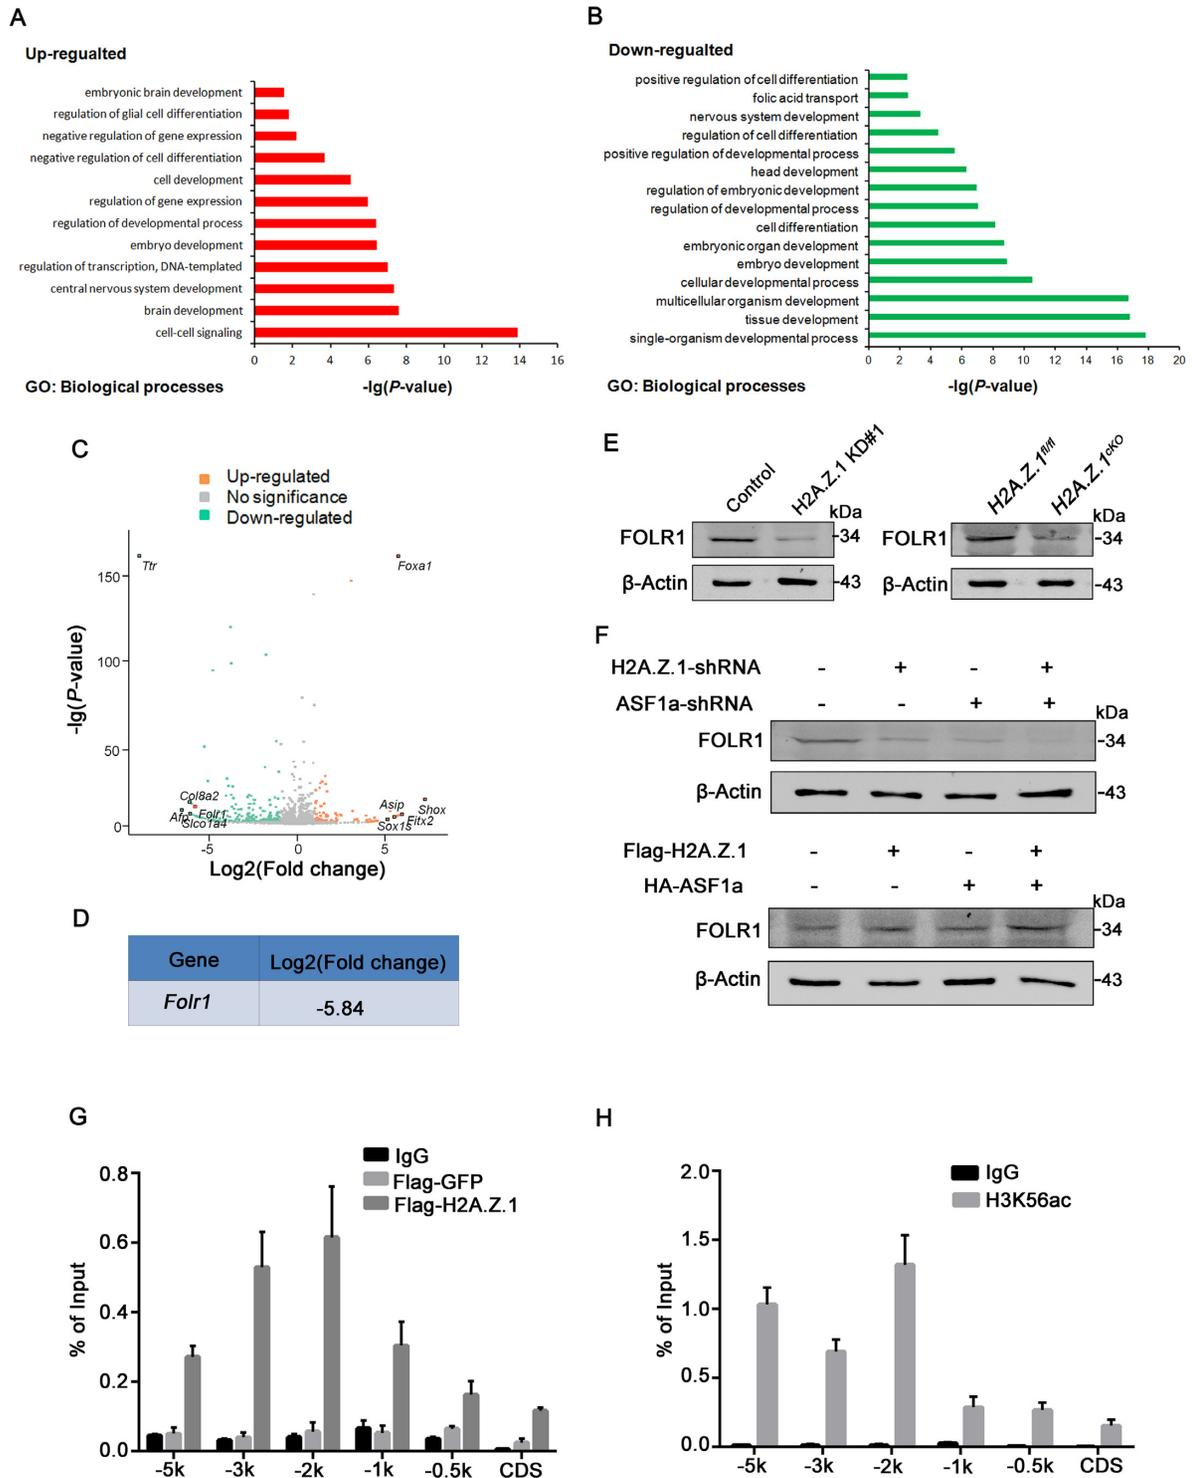 A
Up-regualted
embryonic brain development
regulation of glial cell differentiation
negative regulation of gene expression
negative regulation of cell differentiation
cell development
regulation of gene expression
regulation of developmental process
embryo development
regulation of transcription, DNA-templated
central nervous system development
brain development
cell-cell signaling
0 2 4 6 8 10 12 14 16
GO: Biological processes
-lg(P-value)
B
Down-regualted
positive regulation of cell differentiation
folic acid transport
nervous system development
regulation of cell differentiation
positive regulation of developmental process
head development
regulation of embryonic development
regulation of developmental process
cell differentiation
embryonic organ development
embryo development
cellular developmental process
multicellular organism development
tissue development
single-organism developmental process
0 2 4 6 8 10 12 14 16 18 20
GO: Biological processes
-lg(P-value)
C
Up-regulated
No significance
Down-regulated
-lg(P-value)
150
100
50
0
Ttr
Foxa1
Col8a2
Afp
Folr1
Slco1a4
Asip
Shox
Pitx2
Sox1s
-5 0 5
Log2(Fold change)
D
Gene Log2(Fold change)
Folr1 -5.84
E
Control H2A.Z.1 KD#1
kDa
FOLR1 -34
β-Actin -43
H2A.Z.1fl/fl H2A.Z.1cKO
kDa
FOLR1 -34
β-Actin -43
F
H2A.Z.1-shRNA - + - +
ASF1a-shRNA - - + +
kDa
FOLR1 -34
β-Actin -43
Flag-H2A.Z.1 - + - +
HA-ASF1a - - + +
kDa
FOLR1 -34
β-Actin -43
G
IgG
Flag-GFP
Flag-H2A.Z.1
% of Input
0.8
0.6
0.4
0.2
0.0
-5k -3k -2k -1k -0.5k CDS
H
IgG
H3K56ac
% of Input
2.0
1.5
1.0
0.5
0.0
-5k -3k -2k -1k -0.5k CDS